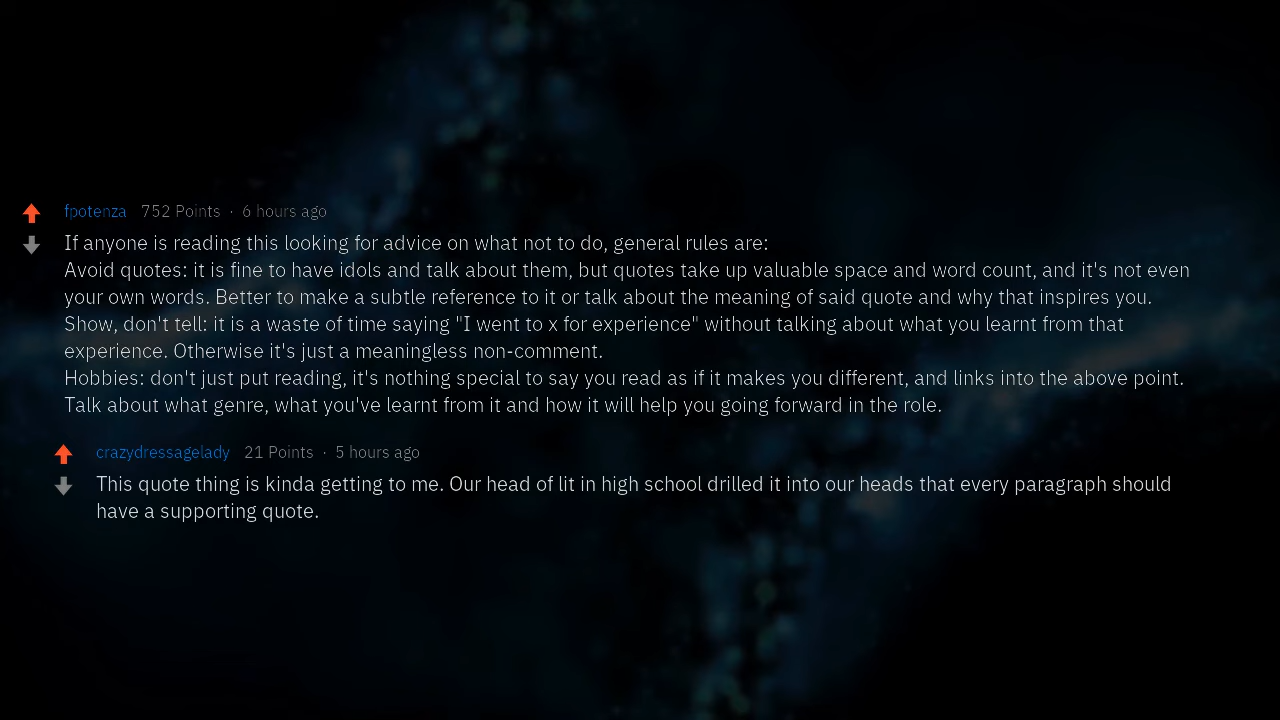 fpotenza 752 Points · 6 hours ago
If anyone is reading this looking for advice on what not to do, general rules are:
Avoid quotes: it is fine to have idols and talk about them, but quotes take up valuable space and word count, and it's not even
your own words. Better to make a subtle reference to it or talk about the meaning of said quote and why that inspires you.
Show, don't tell: it is a waste of time saying "I went to x for experience" without talking about what you learnt from that
experience. Otherwise it's just a meaningless non-comment.
Hobbies: don't just put reading, it's nothing special to say you read as if it makes you different, and links into the above point.
Talk about what genre, what you've learnt from it and how it will help you going forward in the role.
crazydressagelady 21 Points · 5 hours ago
This quote thing is kinda getting to me. Our head of lit in high school drilled it into our heads that every paragraph should
have a supporting quote.